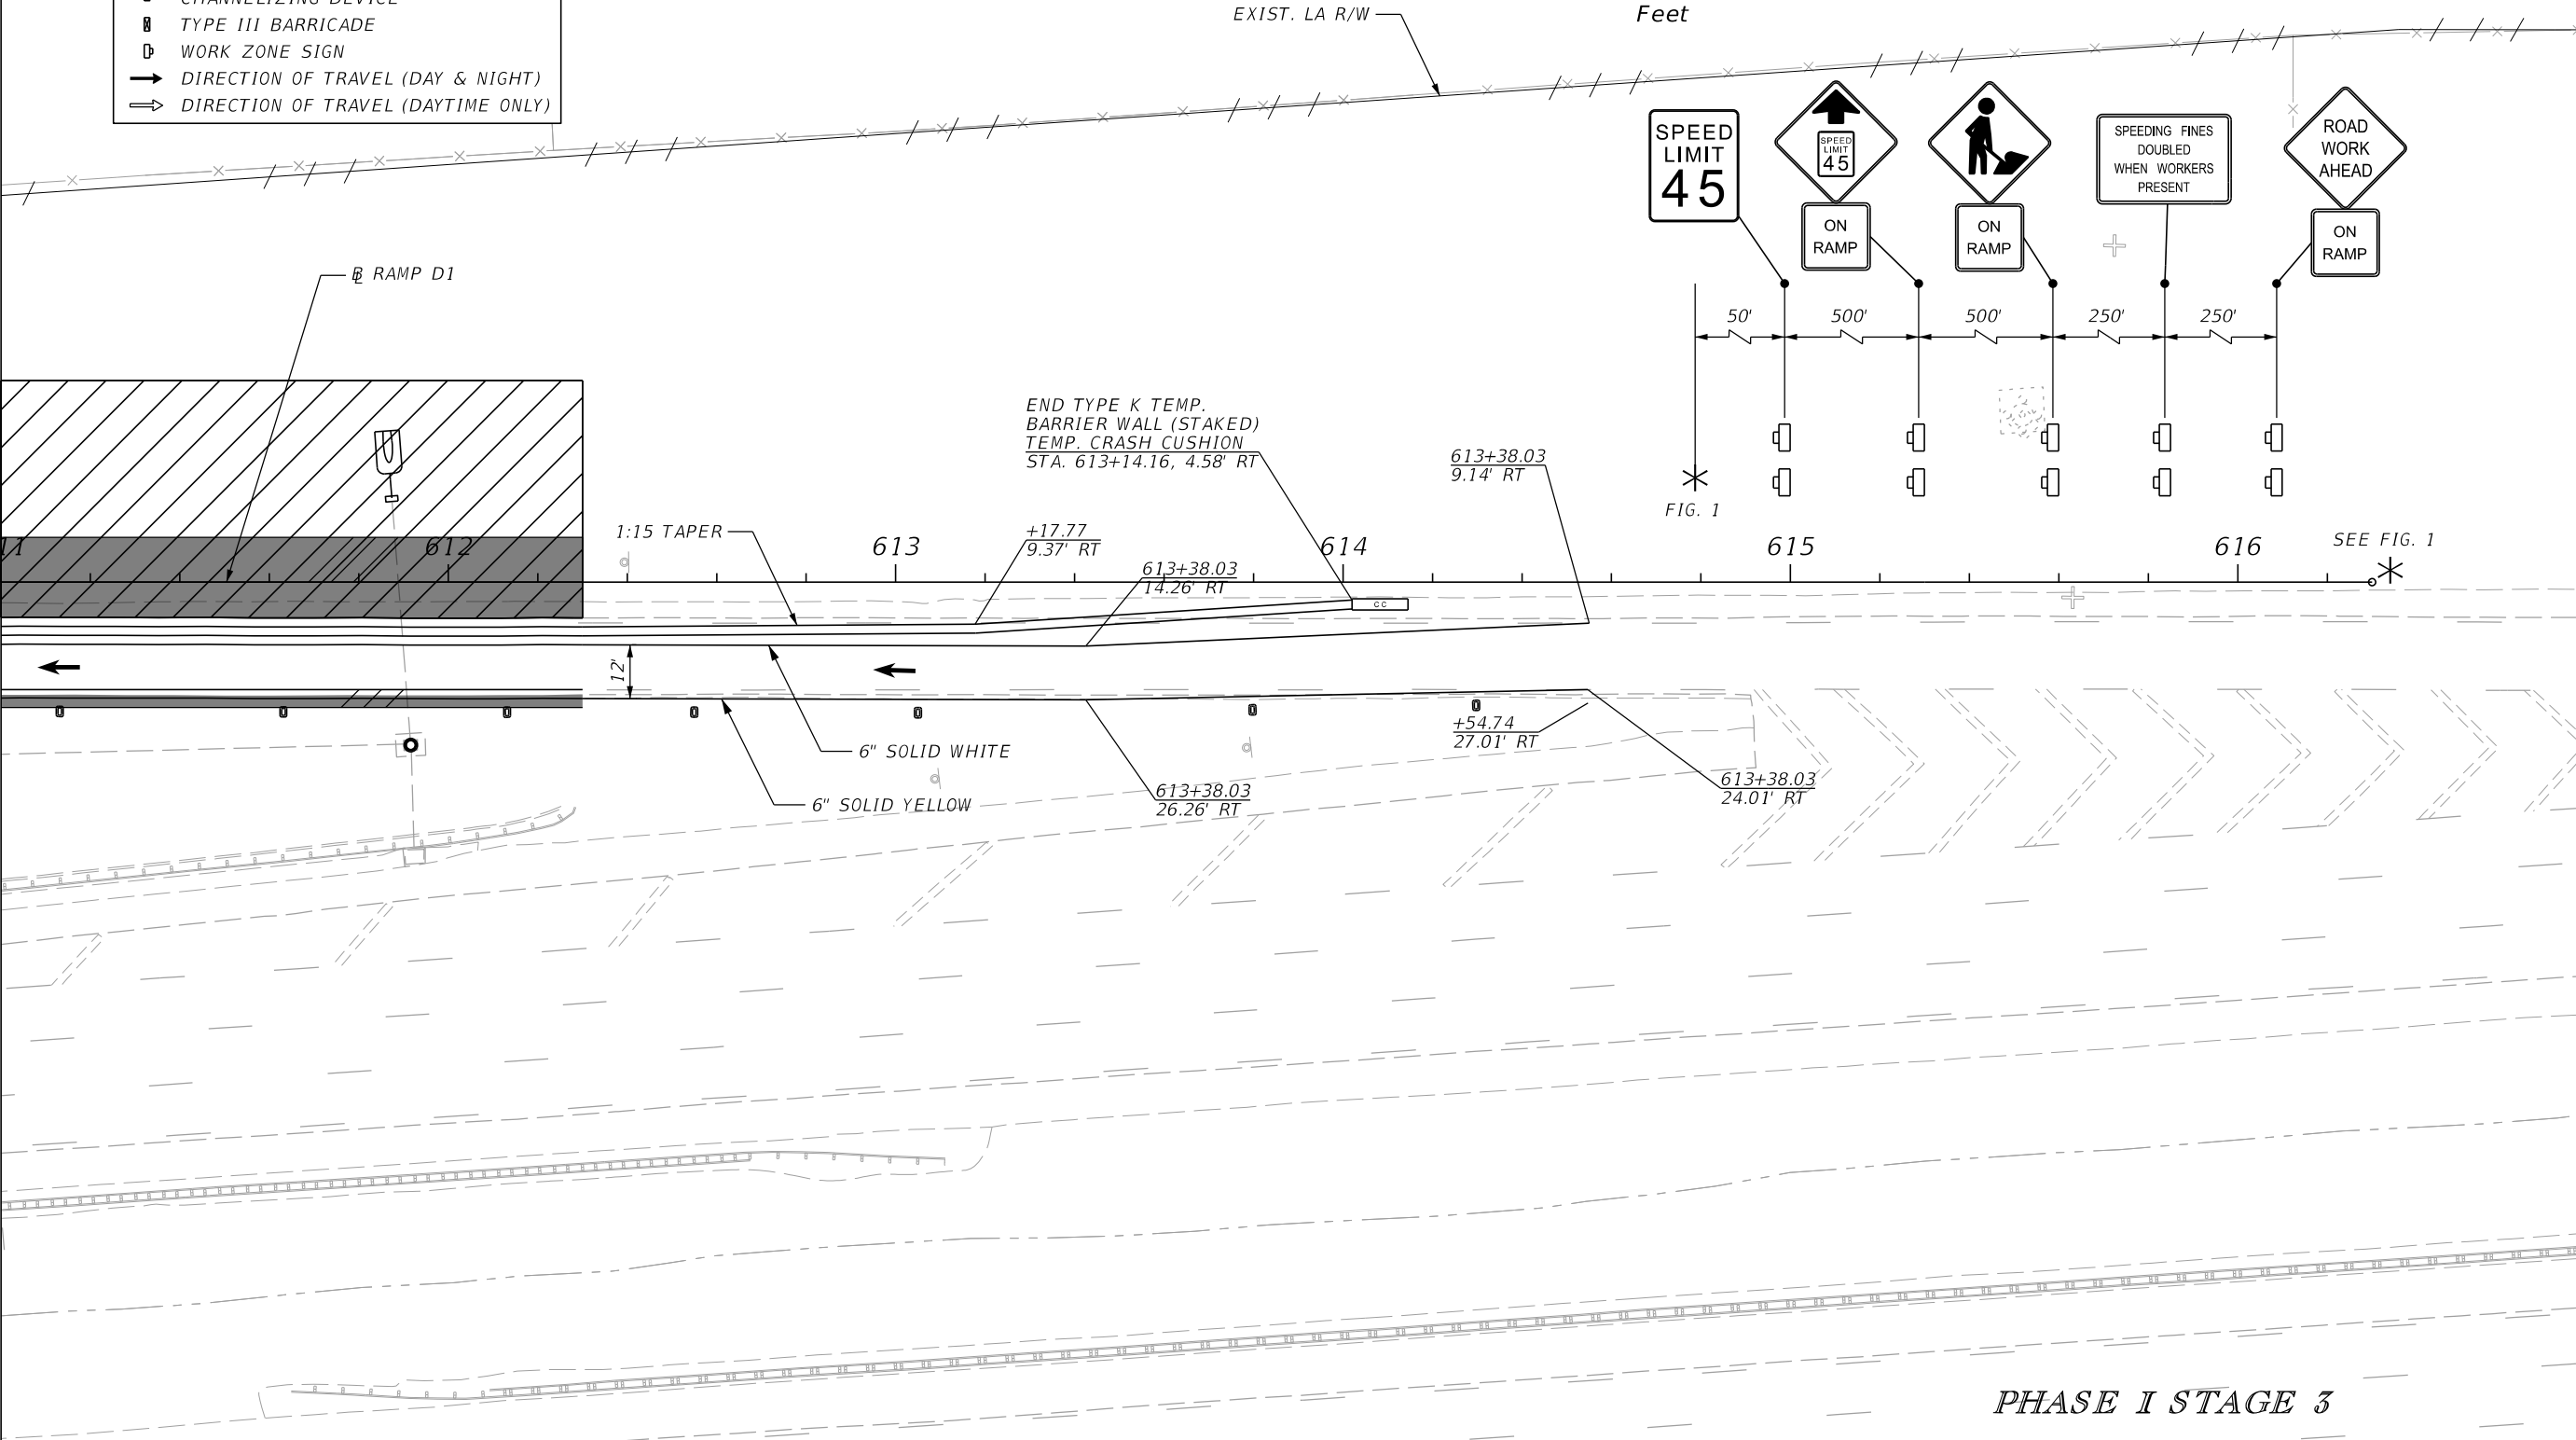 CHANNELIZING DEVICE
TYPE III BARRICADE
WORK ZONE SIGN
DIRECTION OF TRAVEL (DAY & NIGHT)
DIRECTION OF TRAVEL (DAYTIME ONLY)
EXIST. LA R/W
Feet
SPEED
LIMIT
45
SPEED
LIMIT
45
ON
RAMP
ON
RAMP
SPEEDING FINES
DOUBLED
WHEN WORKERS
PRESENT
ROAD
WORK
AHEAD
ON
RAMP
50'
500'
500'
250'
250'
FIG. 1
℄ RAMP D1
END TYPE K TEMP.
BARRIER WALL (STAKED)
TEMP. CRASH CUSHION
STA. 613+14.16, 4.58' RT
613+38.03
9.14' RT
1:15 TAPER
+17.77
9.37' RT
613+38.03
14.26' RT
11
612
613
614
615
616
SEE FIG. 1
CC
12'
6" SOLID WHITE
6" SOLID YELLOW
613+38.03
26.26' RT
+54.74
27.01' RT
613+38.03
24.01' RT
PHASE I STAGE 3